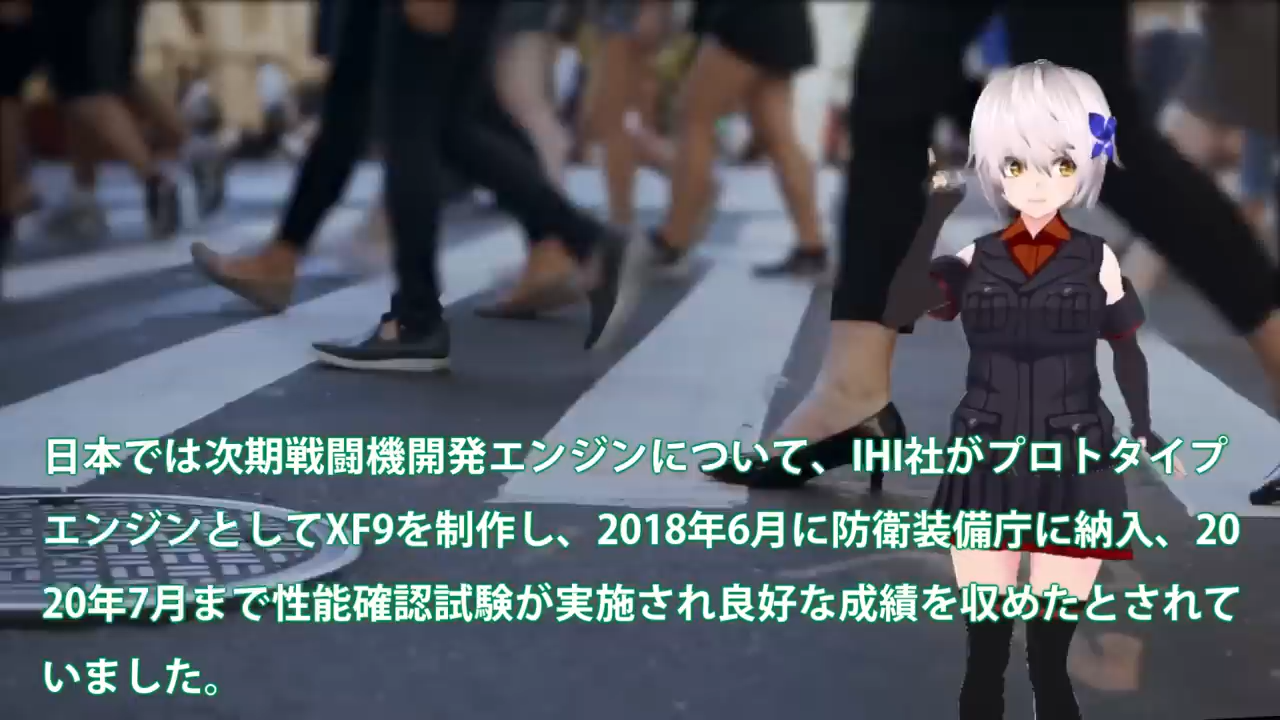 日本では次期戦闘機開発エンジンについて、IHI社がプロトタイプ
エンジンとしてXF9を制作し、2018年6月に防衛装備庁に納入、20
20年7月まで性能確認試験が実施され良好な成績を収めたとされて
いました。